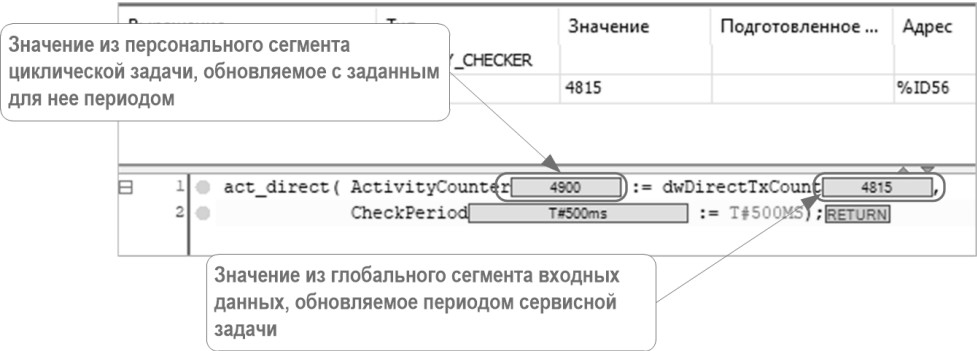 Значение Подготовленное ... Адрес
Значение из персонального сегмента
циклической задачи, обновляемое с заданным
для нее периодом
Y_CHECKER
4815 %ID56
1 act_direct( ActivityCounter 4900 := dwDirectTxCount 4815 ,
2 CheckPeriod T#500ms := T#500MS); RETURN
Значение из глобального сегмента входных
данных, обновляемое периодом сервисной
задачи